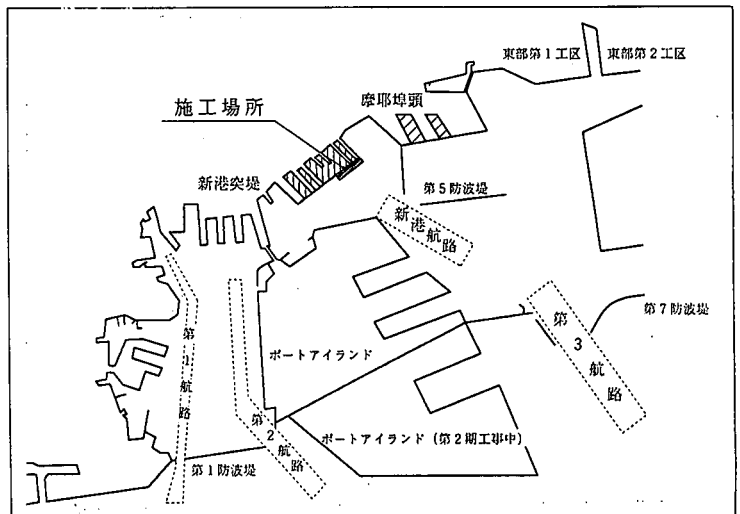 東部第1工区
東部第2工区
摩耶埠頭
施工場所
新港突堤
第5防波堤
新港航路
第7防波堤
第3航路
ポートアイランド
第1航路
第2航路
ポートアイランド(第2期工事中)
第1防波堤